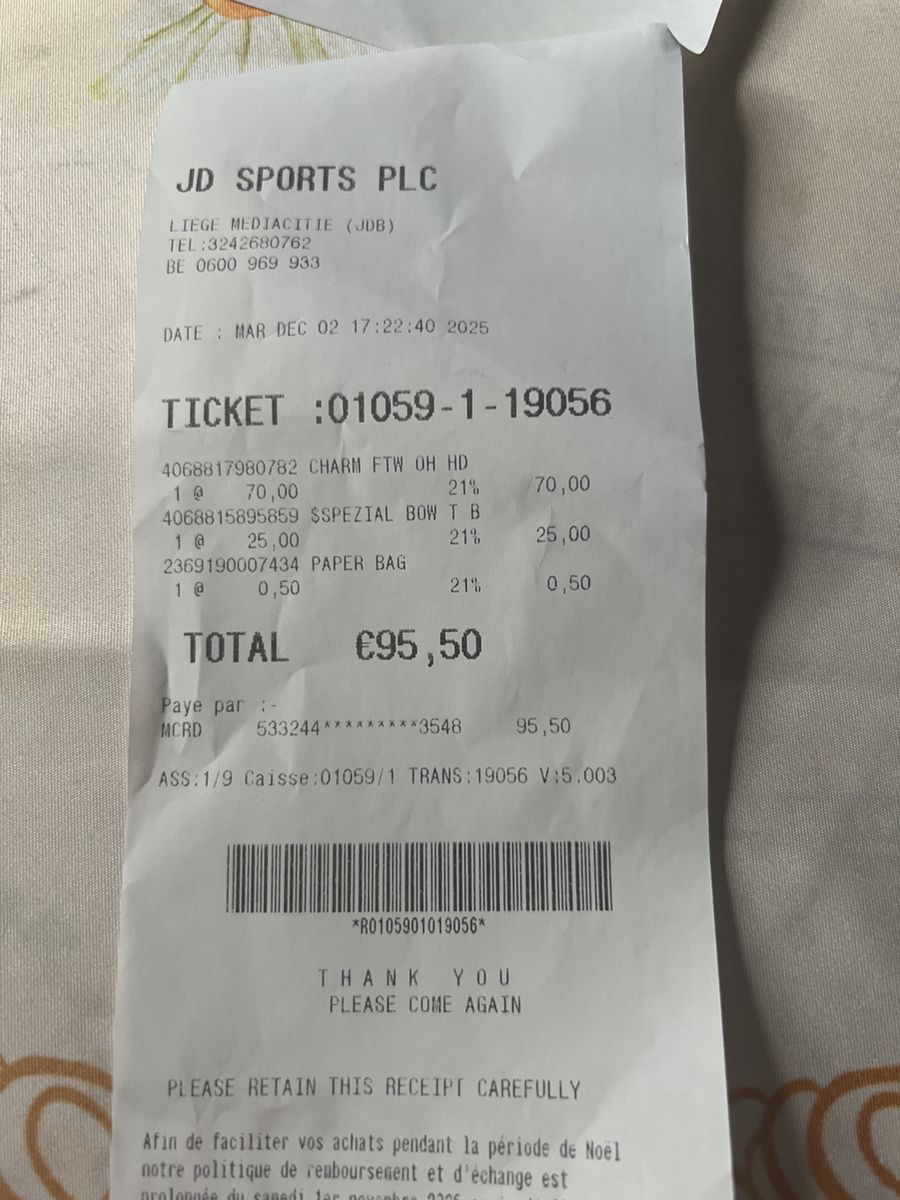 JD SPORTS PLC
LIEGE MEDIACITIE (JDB)
TEL:3242680762
BE 0600 969 933
DATE : MAR DEC 02 17:22:40 2025
TICKET :01059-1-19056
4068817980782 CHARM FTW OH HD
1 @ 70,00 21% 70,00
4068815895859 $SPEZIAL BOW T B
1 @ 25,00 21% 25,00
2369190007434 PAPER BAG
1 @ 0,50 21% 0,50
TOTAL €95,50
Paye par :-
MCRD 533244*********3548 95,50
ASS:1/9 Caisse:01059/1 TRANS:19056 V:5.003
*R0105901019056*
THANK YOU
PLEASE COME AGAIN
PLEASE RETAIN THIS RECEIPT CAREFULLY
Afin de faciliter vos achats pendant la période de Noël
notre politique de remboursement et d'échange est
prolongée du samedi 1er novembre